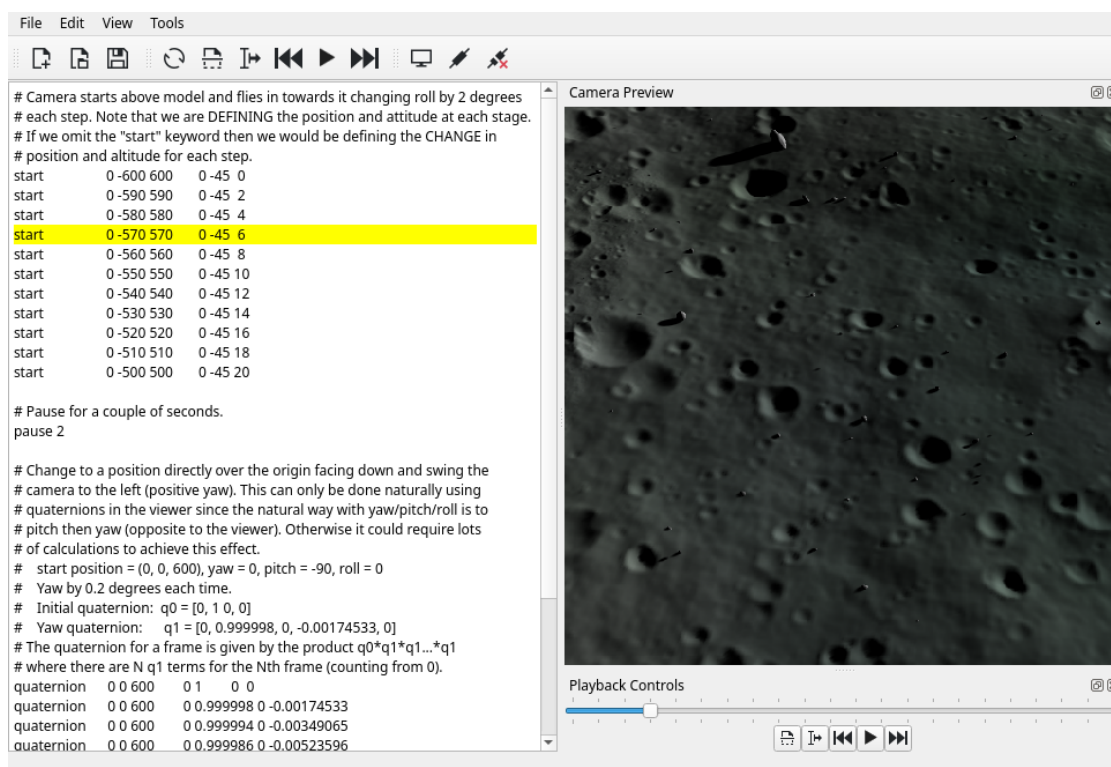 File Edit View Tools
# Camera starts above model and flies in towards it changing roll by 2 degrees
# each step. Note that we are DEFINING the position and attitude at each stage.
# If we omit the "start" keyword then we would be defining the CHANGE in
# position and altitude for each step.
start 0 -600 600 0 -45 0
start 0 -590 590 0 -45 2
start 0 -580 580 0 -45 4
start 0 -570 570 0 -45 6
start 0 -560 560 0 -45 8
start 0 -550 550 0 -45 10
start 0 -540 540 0 -45 12
start 0 -530 530 0 -45 14
start 0 -520 520 0 -45 16
start 0 -510 510 0 -45 18
start 0 -500 500 0 -45 20
# Pause for a couple of seconds.
pause 2
# Change to a position directly over the origin facing down and swing the
# camera to the left (positive yaw). This can only be done naturally using
# quaternions in the viewer since the natural way with yaw/pitch/roll is to
# pitch then yaw (opposite to the viewer). Otherwise it could require lots
# of calculations to achieve this effect.
# start position = (0, 0, 600), yaw = 0, pitch = -90, roll = 0
# Yaw by 0.2 degrees each time.
# Initial quaternion: q0 = [0, 1 0, 0]
# Yaw quaternion: q1 = [0, 0.999998, 0, -0.00174533, 0]
# The quaternion for a frame is given by the product q0*q1*q1...*q1
# where there are N q1 terms for the Nth frame (counting from 0).
quaternion 0 0 600 0 1 0 0
quaternion 0 0 600 0 0.999998 0 -0.00174533
quaternion 0 0 600 0 0.999994 0 -0.00349065
quaternion 0 0 600 0 0.999986 0 -0.00523596
Camera Preview
Playback Controls